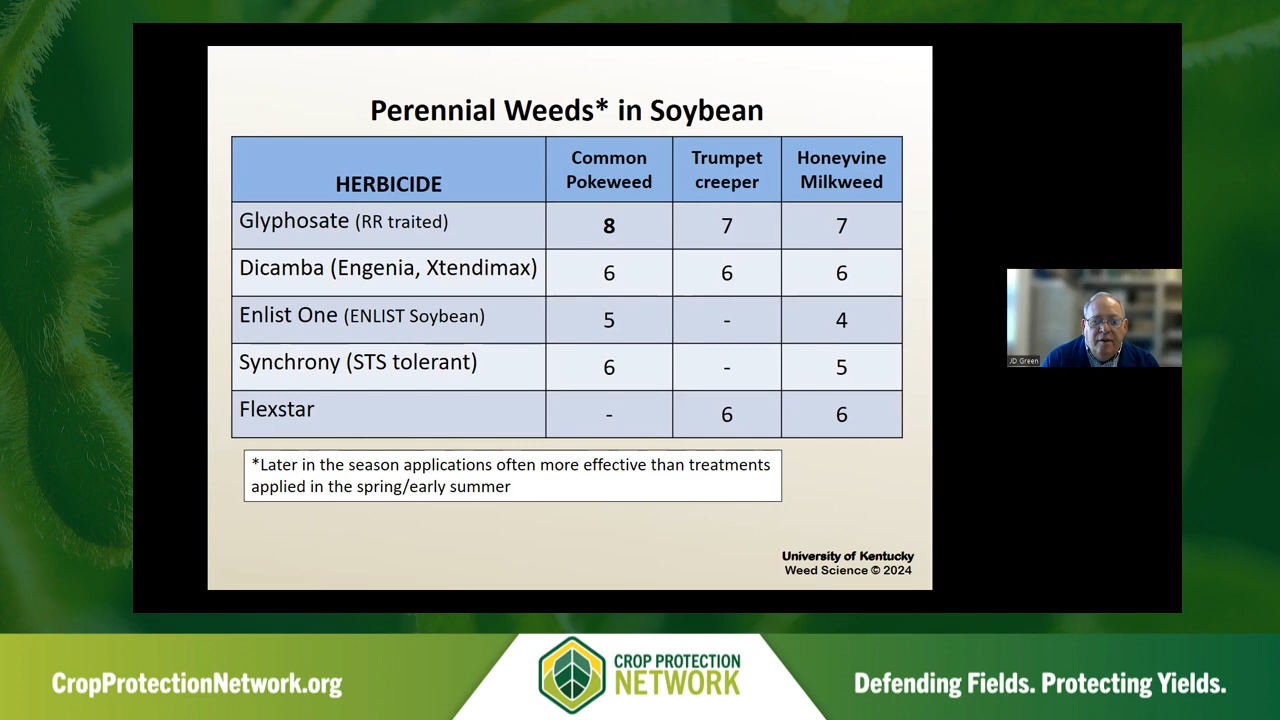 Perennial Weeds* in Soybean
HERBICIDE
Common Pokeweed
Trumpet creeper
Honeyvine Milkweed
Glyphosate (RR traited) 8 7 7
Dicamba (Engenia, Xtendimax) 6 6 6
Enlist One (ENLIST Soybean) 5 - 4
Synchrony (STS tolerant) 6 - 5
Flexstar - 6 6
*Later in the season applications often more effective than treatments
applied in the spring/early summer
University of Kentucky
Weed Science © 2024
JD Green
CropProtectionNetwork.org
CROP PROTECTION
NETWORK
Defending Fields. Protecting Yields.